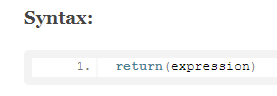 Syntax:
1. return(expression)